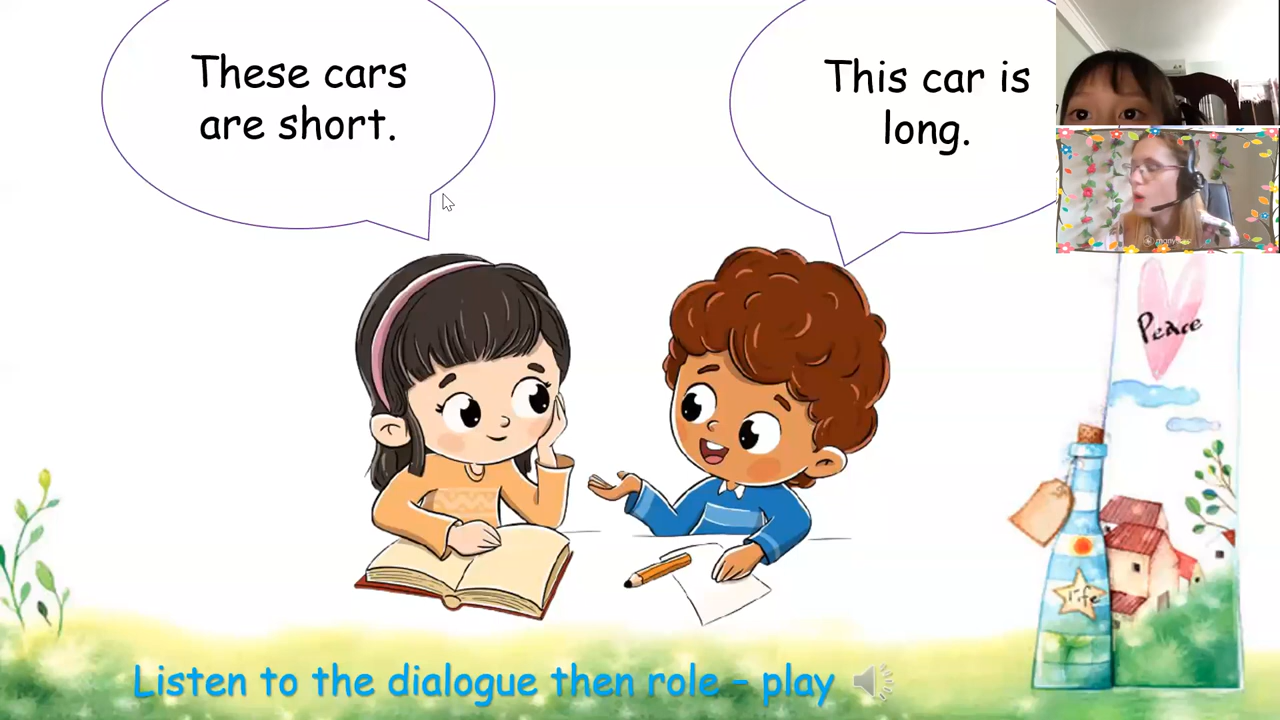 These cars
are short.
This car is
long.
Peace
life
Listen to the dialogue then role - play